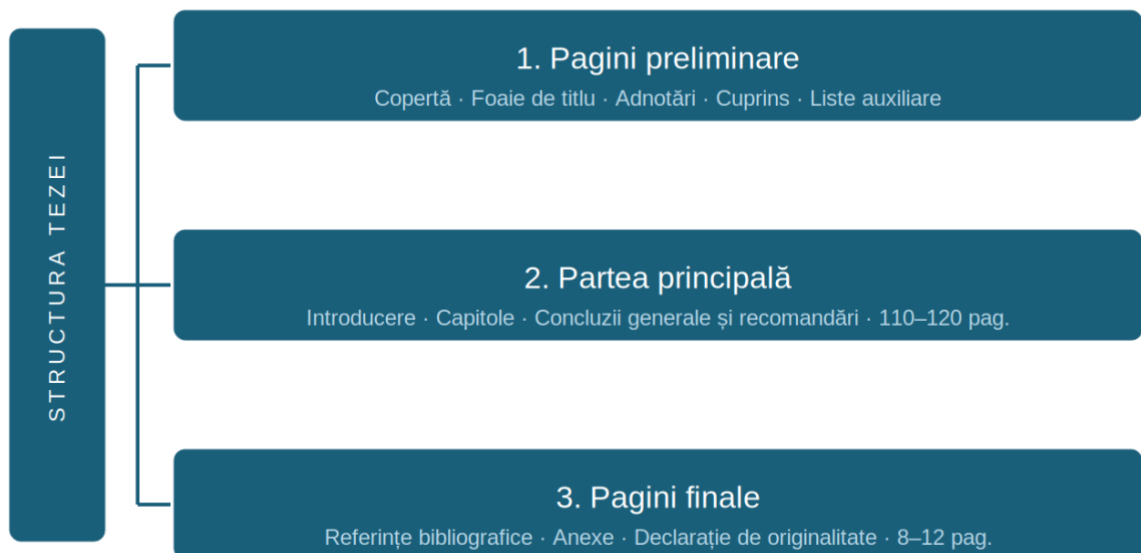 STRUCTURA TEZEI
1. Pagini preliminare
Copertă · Foaie de titlu · Adnotări · Cuprins · Liste auxiliare
2. Partea principală
Introducere · Capitole · Concluzii generale și recomandări · 110–120 pag.
3. Pagini finale
Referințe bibliografice · Anexe · Declarație de originalitate · 8–12 pag.